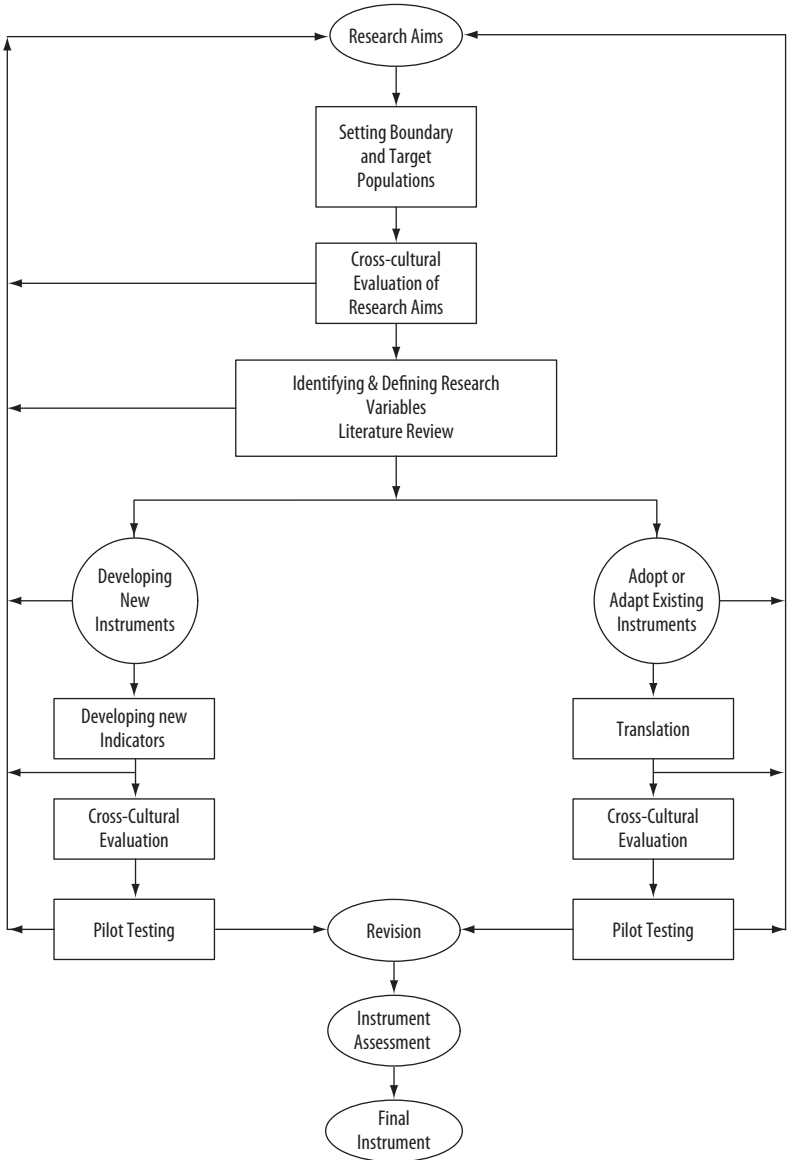 Research Aims
Setting Boundary
and Target
Populations
Cross-cultural
Evaluation of
Research Aims
Identifying & Defining Research
Variables
Literature Review
Developing
New
Instruments
Adopt or
Adapt Existing
Instruments
Developing new
Indicators
Translation
Cross-Cultural
Evaluation
Cross-Cultural
Evaluation
Pilot Testing
Revision
Pilot Testing
Instrument
Assessment
Final
Instrument